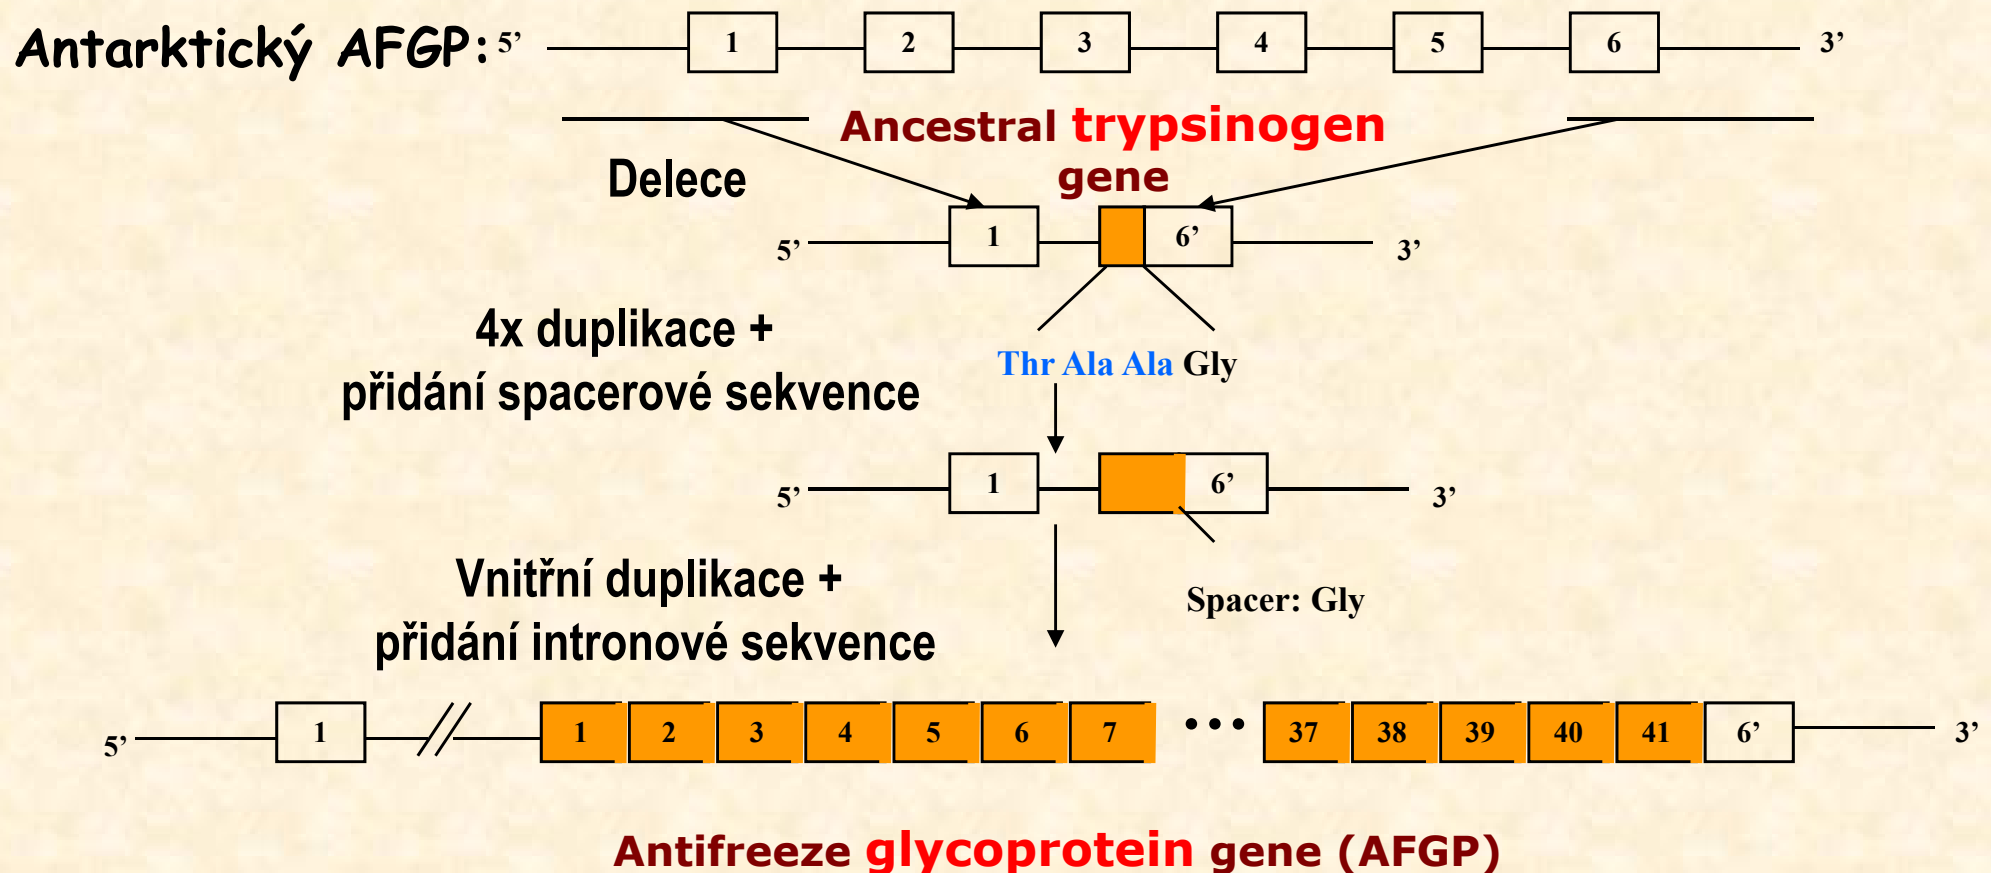 Antarktický AFGP: 5’ 1 2 3 4 5 6 3’
Ancestral trypsinogen
gene
Delece
5’ 1 6’ 3’
4x duplikace +
přidání spacerové sekvence
Thr Ala Ala Gly
5’ 1 6’ 3’
Vnitřní duplikace +
přidání intronové sekvence
Spacer: Gly
5’ 1 // 1 2 3 4 5 6 7 ••• 37 38 39 40 41 6’ 3’
Antifreeze glycoprotein gene (AFGP)